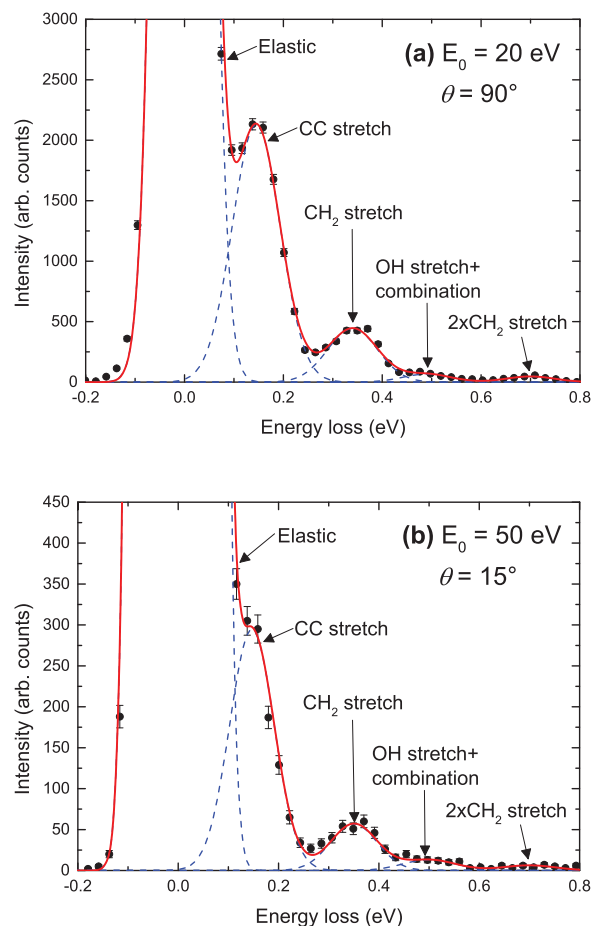 3000
2500
2000
1500
1000
500
0
Intensity (arb. counts)
Elastic
(a) E₀ = 20 eV
θ = 90°
CC stretch
CH₂ stretch
OH stretch+
combination
2xCH₂ stretch
-0.2 0.0 0.2 0.4 0.6 0.8
Energy loss (eV)
450
400
350
300
250
200
150
100
50
0
Intensity (arb. counts)
Elastic
(b) E₀ = 50 eV
θ = 15°
CC stretch
CH₂ stretch
OH stretch+
combination
2xCH₂ stretch
-0.2 0.0 0.2 0.4 0.6 0.8
Energy loss (eV)